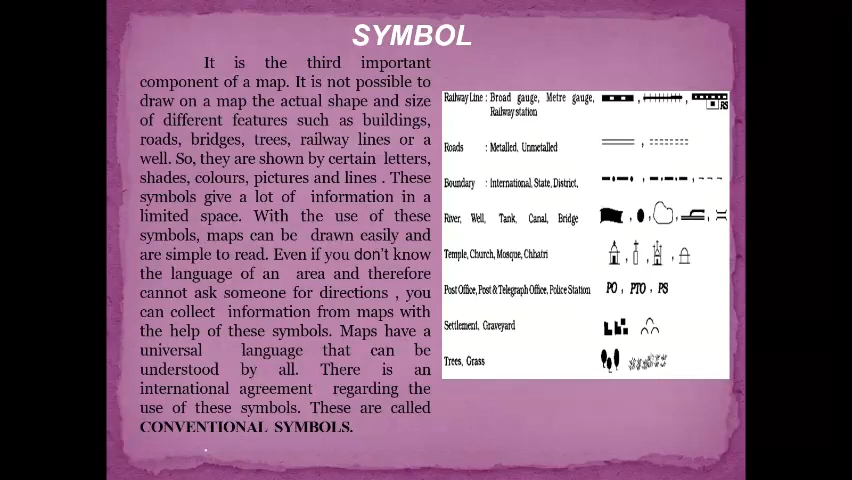 SYMBOL
It is the third important
component of a map. It is not possible to
draw on a map the actual shape and size
of different features such as buildings,
roads, bridges, trees, railway lines or a
well. So, they are shown by certain letters,
shades, colours, pictures and lines . These
symbols give a lot of information in a
limited space. With the use of these
symbols, maps can be drawn easily and
are simple to read. Even if you don't know
the language of an area and therefore
cannot ask someone for directions , you
can collect information from maps with
the help of these symbols. Maps have a
universal language that can be
understood by all. There is an
international agreement regarding the
use of these symbols. These are called
CONVENTIONAL SYMBOLS.
Railway Line : Broad gauge, Metre gauge,
Railway station
RS
Roads : Metalled, Unmetalled
Boundary : International, State, District,
River, Well, Tank, Canal, Bridge
Temple, Church, Mosque, Chhatri
Post Office, Post & Telegraph Office, Police Station PO , PTO , PS
Settlement, Graveyard
Trees, Grass